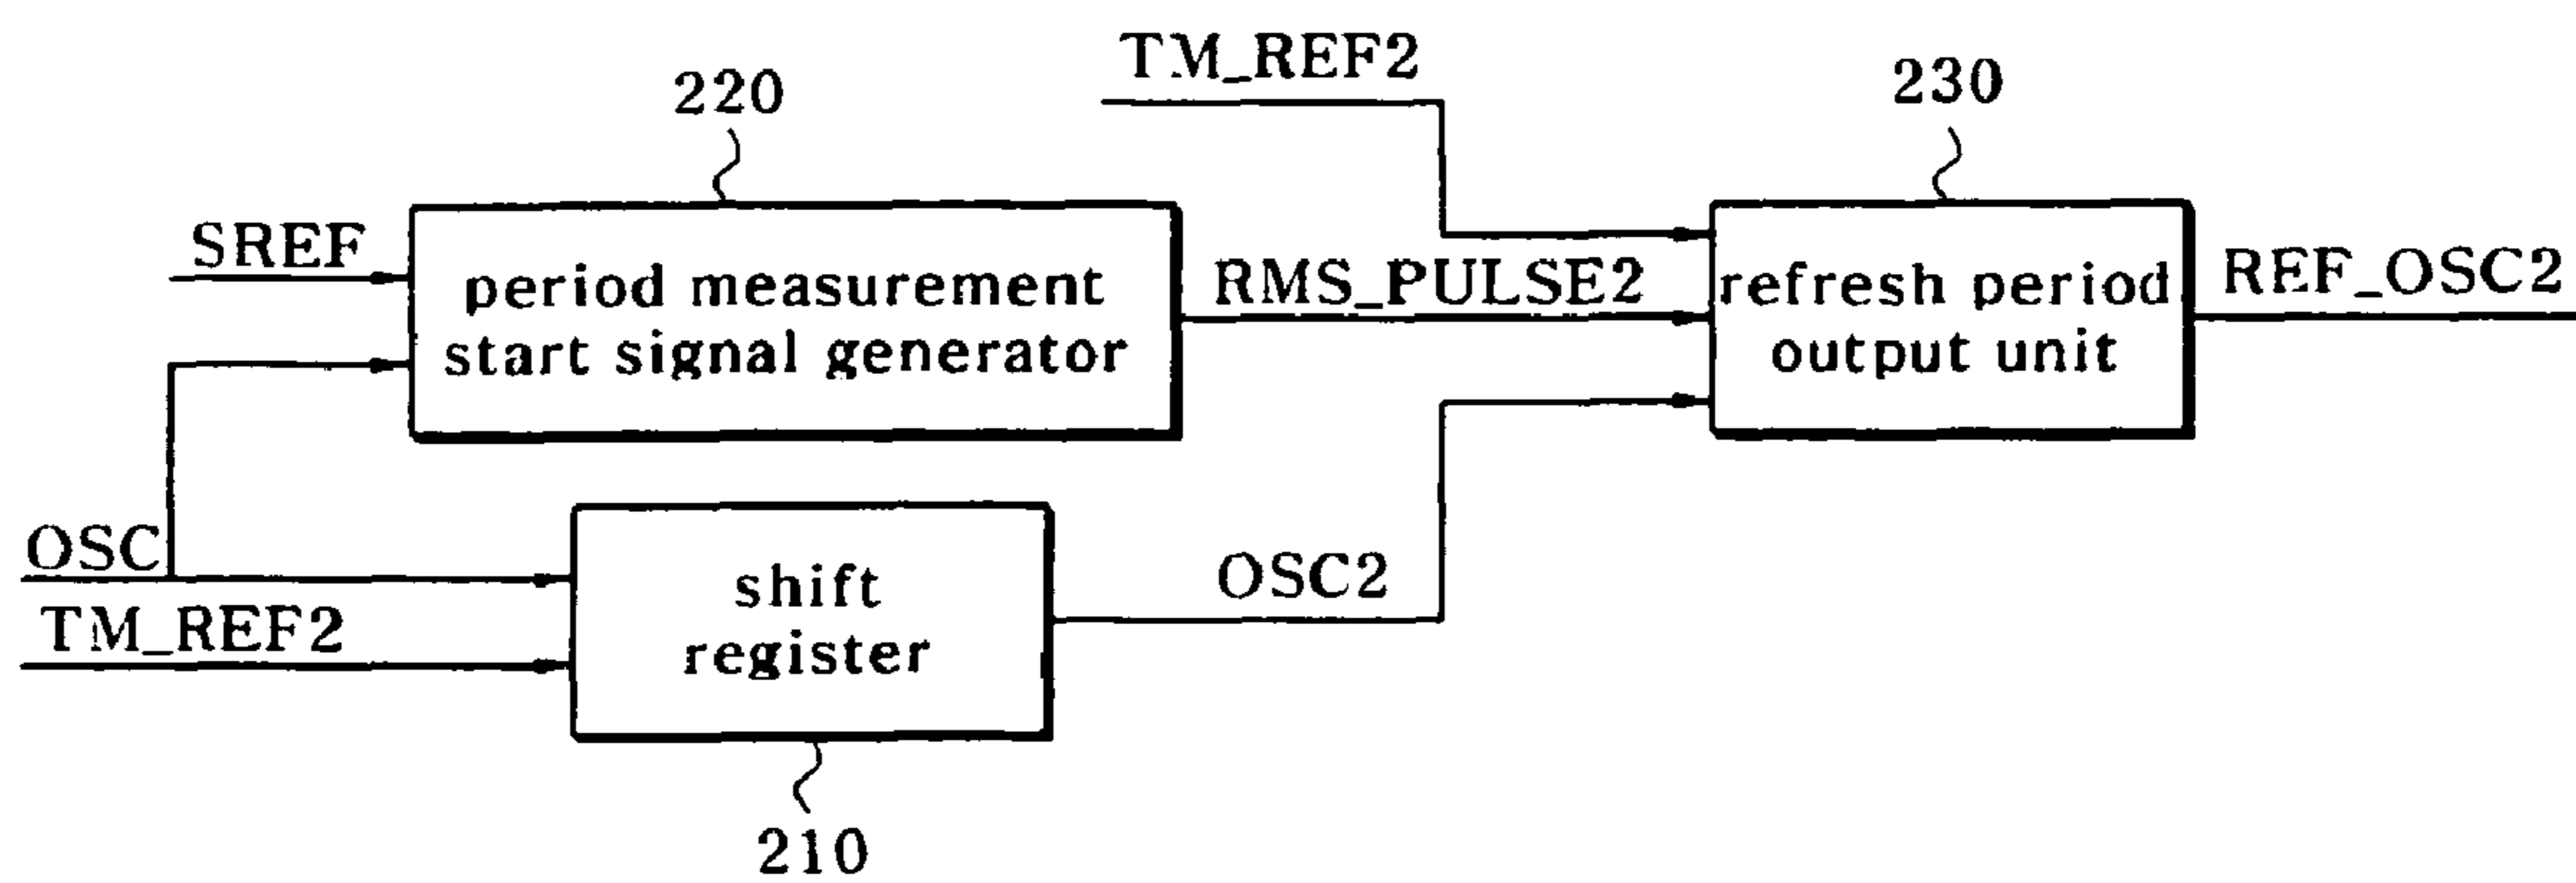 TM_REF2
220
230
SREF
period measurement
start signal generator
RMS_PULSE2
refresh period
output unit
REF_OSC2
OSC
TM_REF2
shift
register
OSC2
210